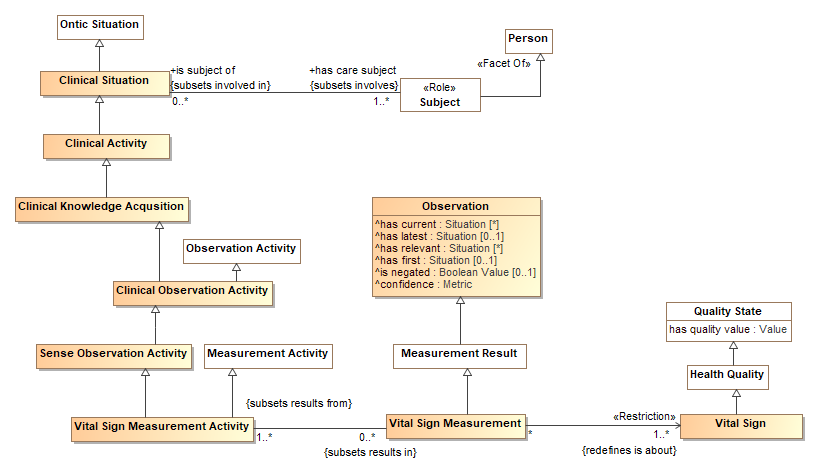 Ontic Situation
Person
«Facet Of»
Clinical Situation
+is subject of
{subsets involved in}
0..*
+has care subject
{subsets involves}
1..*
«Role»
Subject
Clinical Activity
Clinical Knowledge Acqusition
Observation
^has current : Situation [*]
^has latest : Situation [0..1]
^has relevant : Situation [*]
^has first : Situation [0..1]
^is negated : Boolean Value [0..1]
^confidence : Metric
Observation Activity
Clinical Observation Activity
Quality State
has quality value : Value
Sense Observation Activity
Measurement Activity
Measurement Result
Health Quality
{subsets results from}
Vital Sign Measurement Activity
1..*
0..*
{subsets results in}
Vital Sign Measurement
*
«Restriction»
1..*
{redefines is about}
Vital Sign